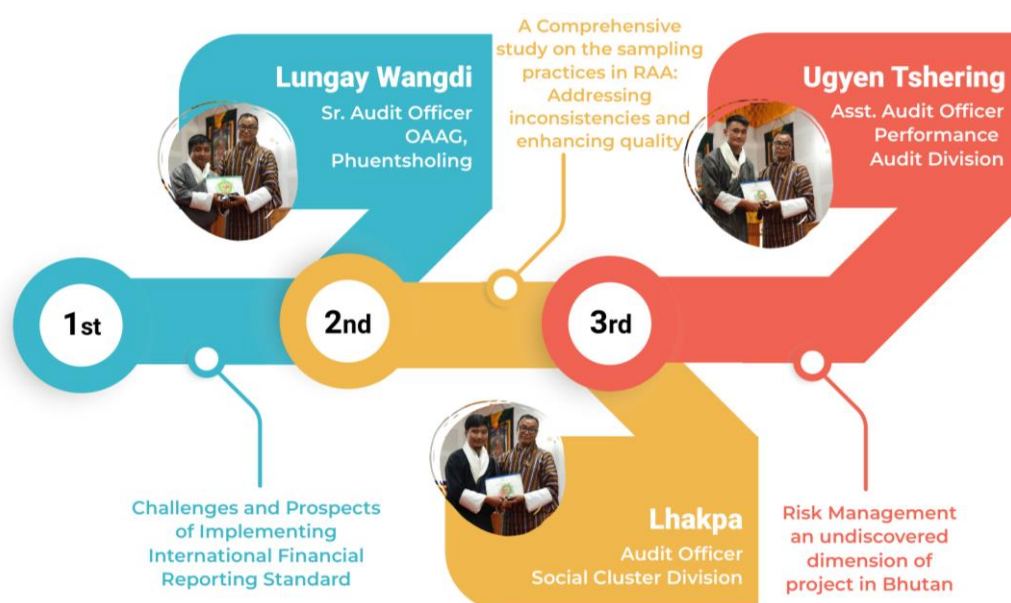 Lungay Wangdi
Sr. Audit Officer
OAAG,
Phuentsholing
A Comprehensive
study on the sampling
practices in RAA:
Addressing
inconsistencies and
enhancing quality
Ugyen Tshering
Asst. Audit Officer
Performance
Audit Division
1st
2nd
3rd
Challenges and Prospects
of Implementing
International Financial
Reporting Standard
Lhakpa
Audit Officer
Social Cluster Division
Risk Management
an undiscovered
dimension of
project in Bhutan